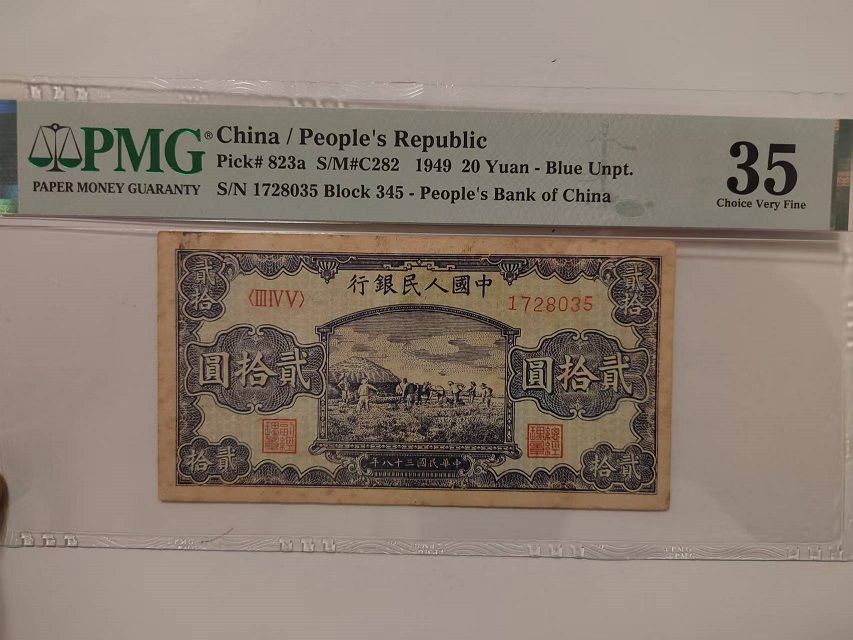 PMG®
PAPER MONEY GUARANTY
China / People's Republic
Pick# 823a S/M#C282 1949 20 Yuan - Blue Unpt.
S/N 1728035 Block 345 - People's Bank of China
35
Choice Very Fine
行銀民人國中
貳拾
貳拾
〈ⅢⅣⅤ〉
1728035
圓拾貳
圓拾貳
拾貳
拾貳
年八十三國民華中